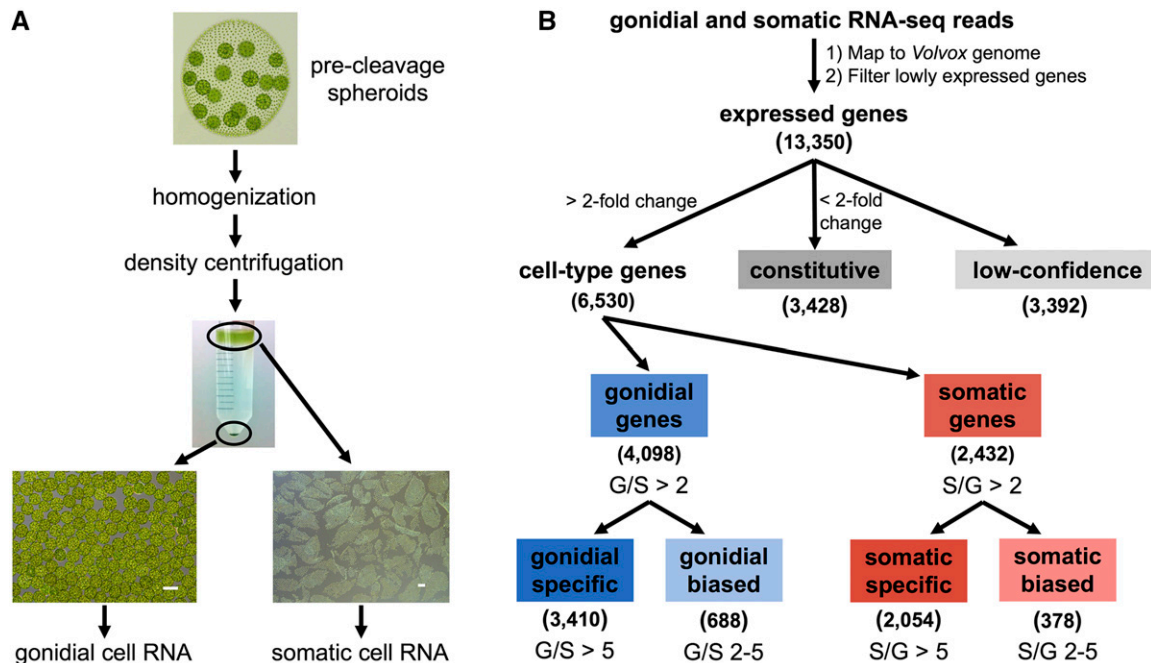 A
pre-cleavage
spheroids
homogenization
density centrifugation
gonidial cell RNA
somatic cell RNA
B
gonidial and somatic RNA-seq reads
1) Map to Volvox genome
2) Filter lowly expressed genes
expressed genes
(13,350)
> 2-fold change
< 2-fold
change
cell-type genes
(6,530)
constitutive
(3,428)
low-confidence
(3,392)
gonidial
genes
(4,098)
G/S > 2
somatic
genes
(2,432)
S/G > 2
gonidial
specific
(3,410)
G/S > 5
gonidial
biased
(688)
G/S 2-5
somatic
specific
(2,054)
S/G > 5
somatic
biased
(378)
S/G 2-5